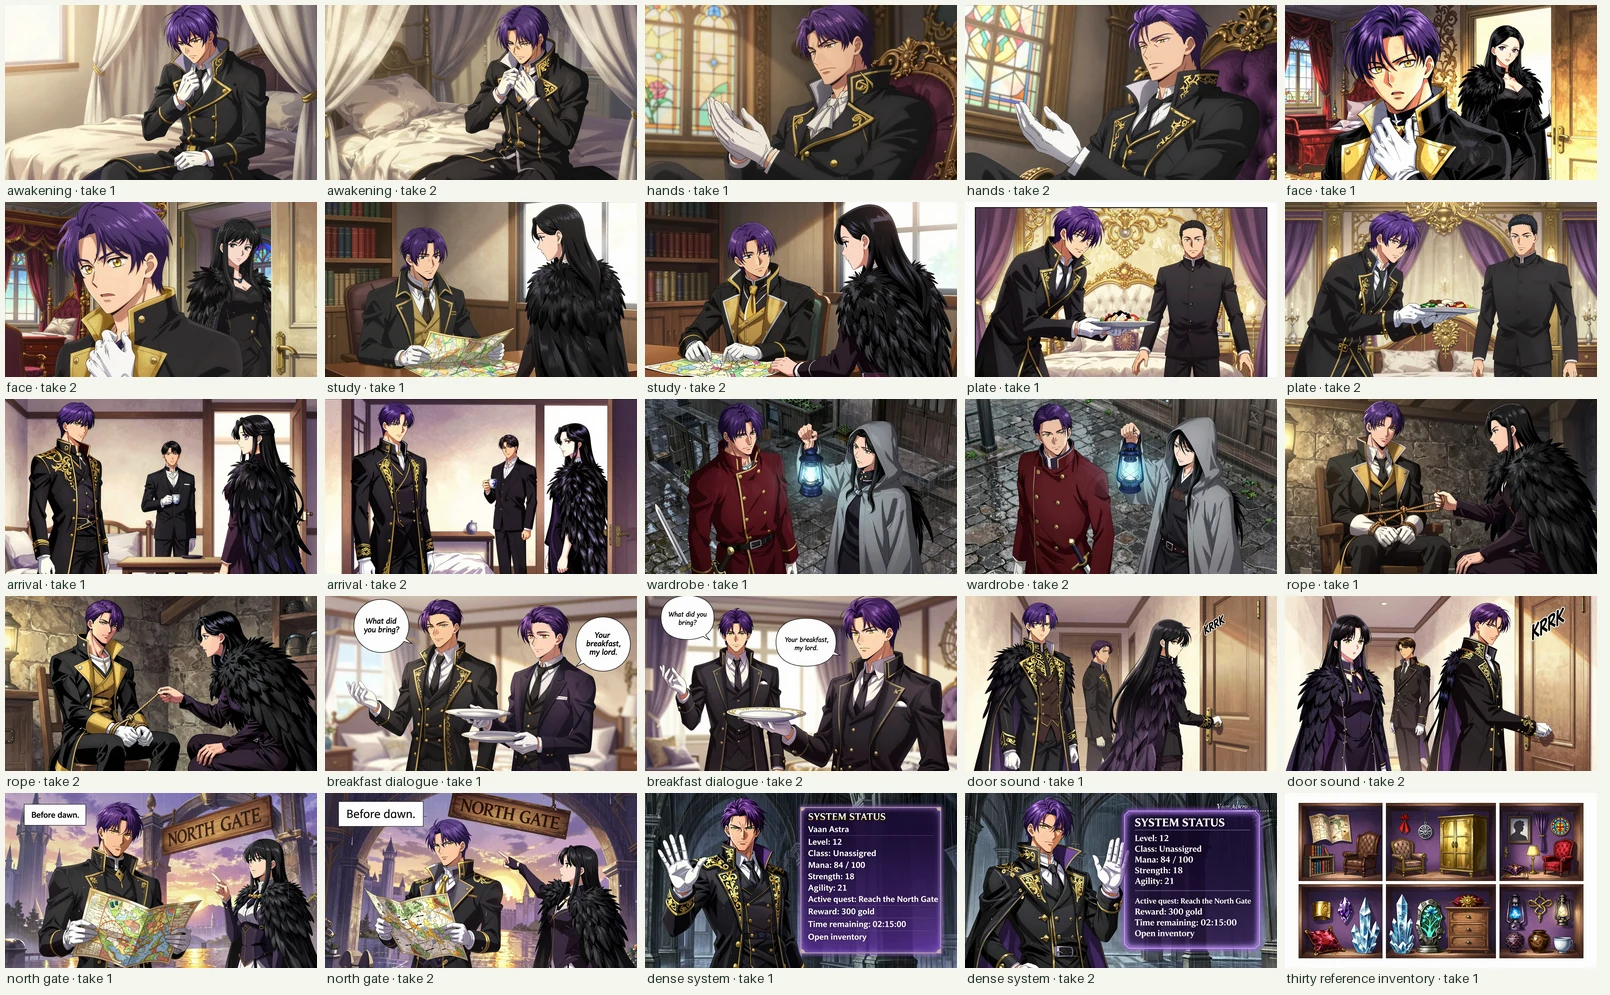 awakening · take 1
awakening · take 2
hands · take 1
hands · take 2
face · take 1
face · take 2
study · take 1
study · take 2
plate · take 1
plate · take 2
arrival · take 1
arrival · take 2
wardrobe · take 1
wardrobe · take 2
rope · take 1
What did
you bring?
Your
breakfast,
my lord.
What did you
bring?
Your breakfast,
my lord.
KRRK
KRRK
rope · take 2
breakfast dialogue · take 1
breakfast dialogue · take 2
door sound · take 1
door sound · take 2
Before dawn.
NORTH GATE
Before dawn.
NORTH GATE
SYSTEM STATUS
Vaan Astra
Level: 12
Class: Unassigred
Mana: 84 / 100
Strength: 18
Agility: 21
Active quest: Reach the North Gate
Reward: 300 gold
Time remaining: 02:15:00
Open inventory
SYSTEM STATUS
Level: 12
Class: Unassigred
Mana: 84 / 100
Strength: 18
Agility: 21
Active quest: Reach the North Gate
Reward: 300 gold
Time remaining: 02:15:00
Open inventory
north gate · take 1
north gate · take 2
dense system · take 1
dense system · take 2
thirty reference inventory · take 1